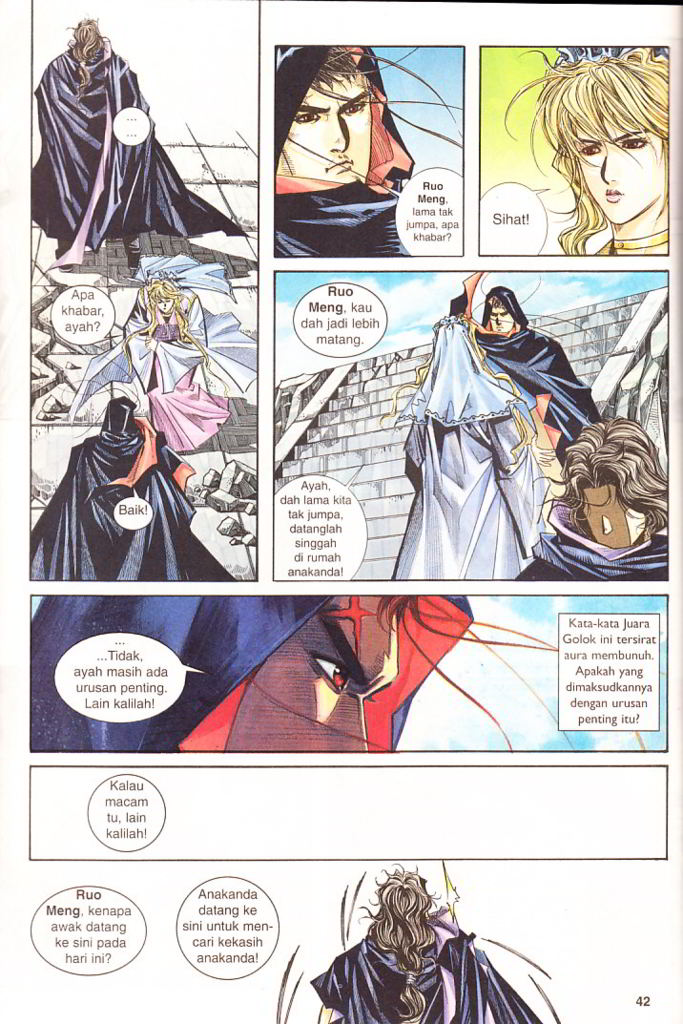 ...
...
Apa
khabar,
ayah?
Baik!
Ruo
Meng,
lama tak
jumpa, apa
khabar?
Sihat!
Ruo
Meng, kau
dah jadi lebih
matang.
Ayah,
dah lama kita
tak jumpa,
datanglah
singgah
di rumah
anakanda!
...
...Tidak,
ayah masih ada
urusan penting.
Lain kalilah!
Kata-kata Juara
Golok ini tersirat
aura membunuh.
Apakah yang
dimaksudkannya
dengan urusan
penting itu?
Kalau
macam
tu, lain
kalilah!
Ruo
Meng, kenapa
awak datang
ke sini pada
hari ini?
Anakanda
datang ke
sini untuk men-
cari kekasih
anakanda!
42